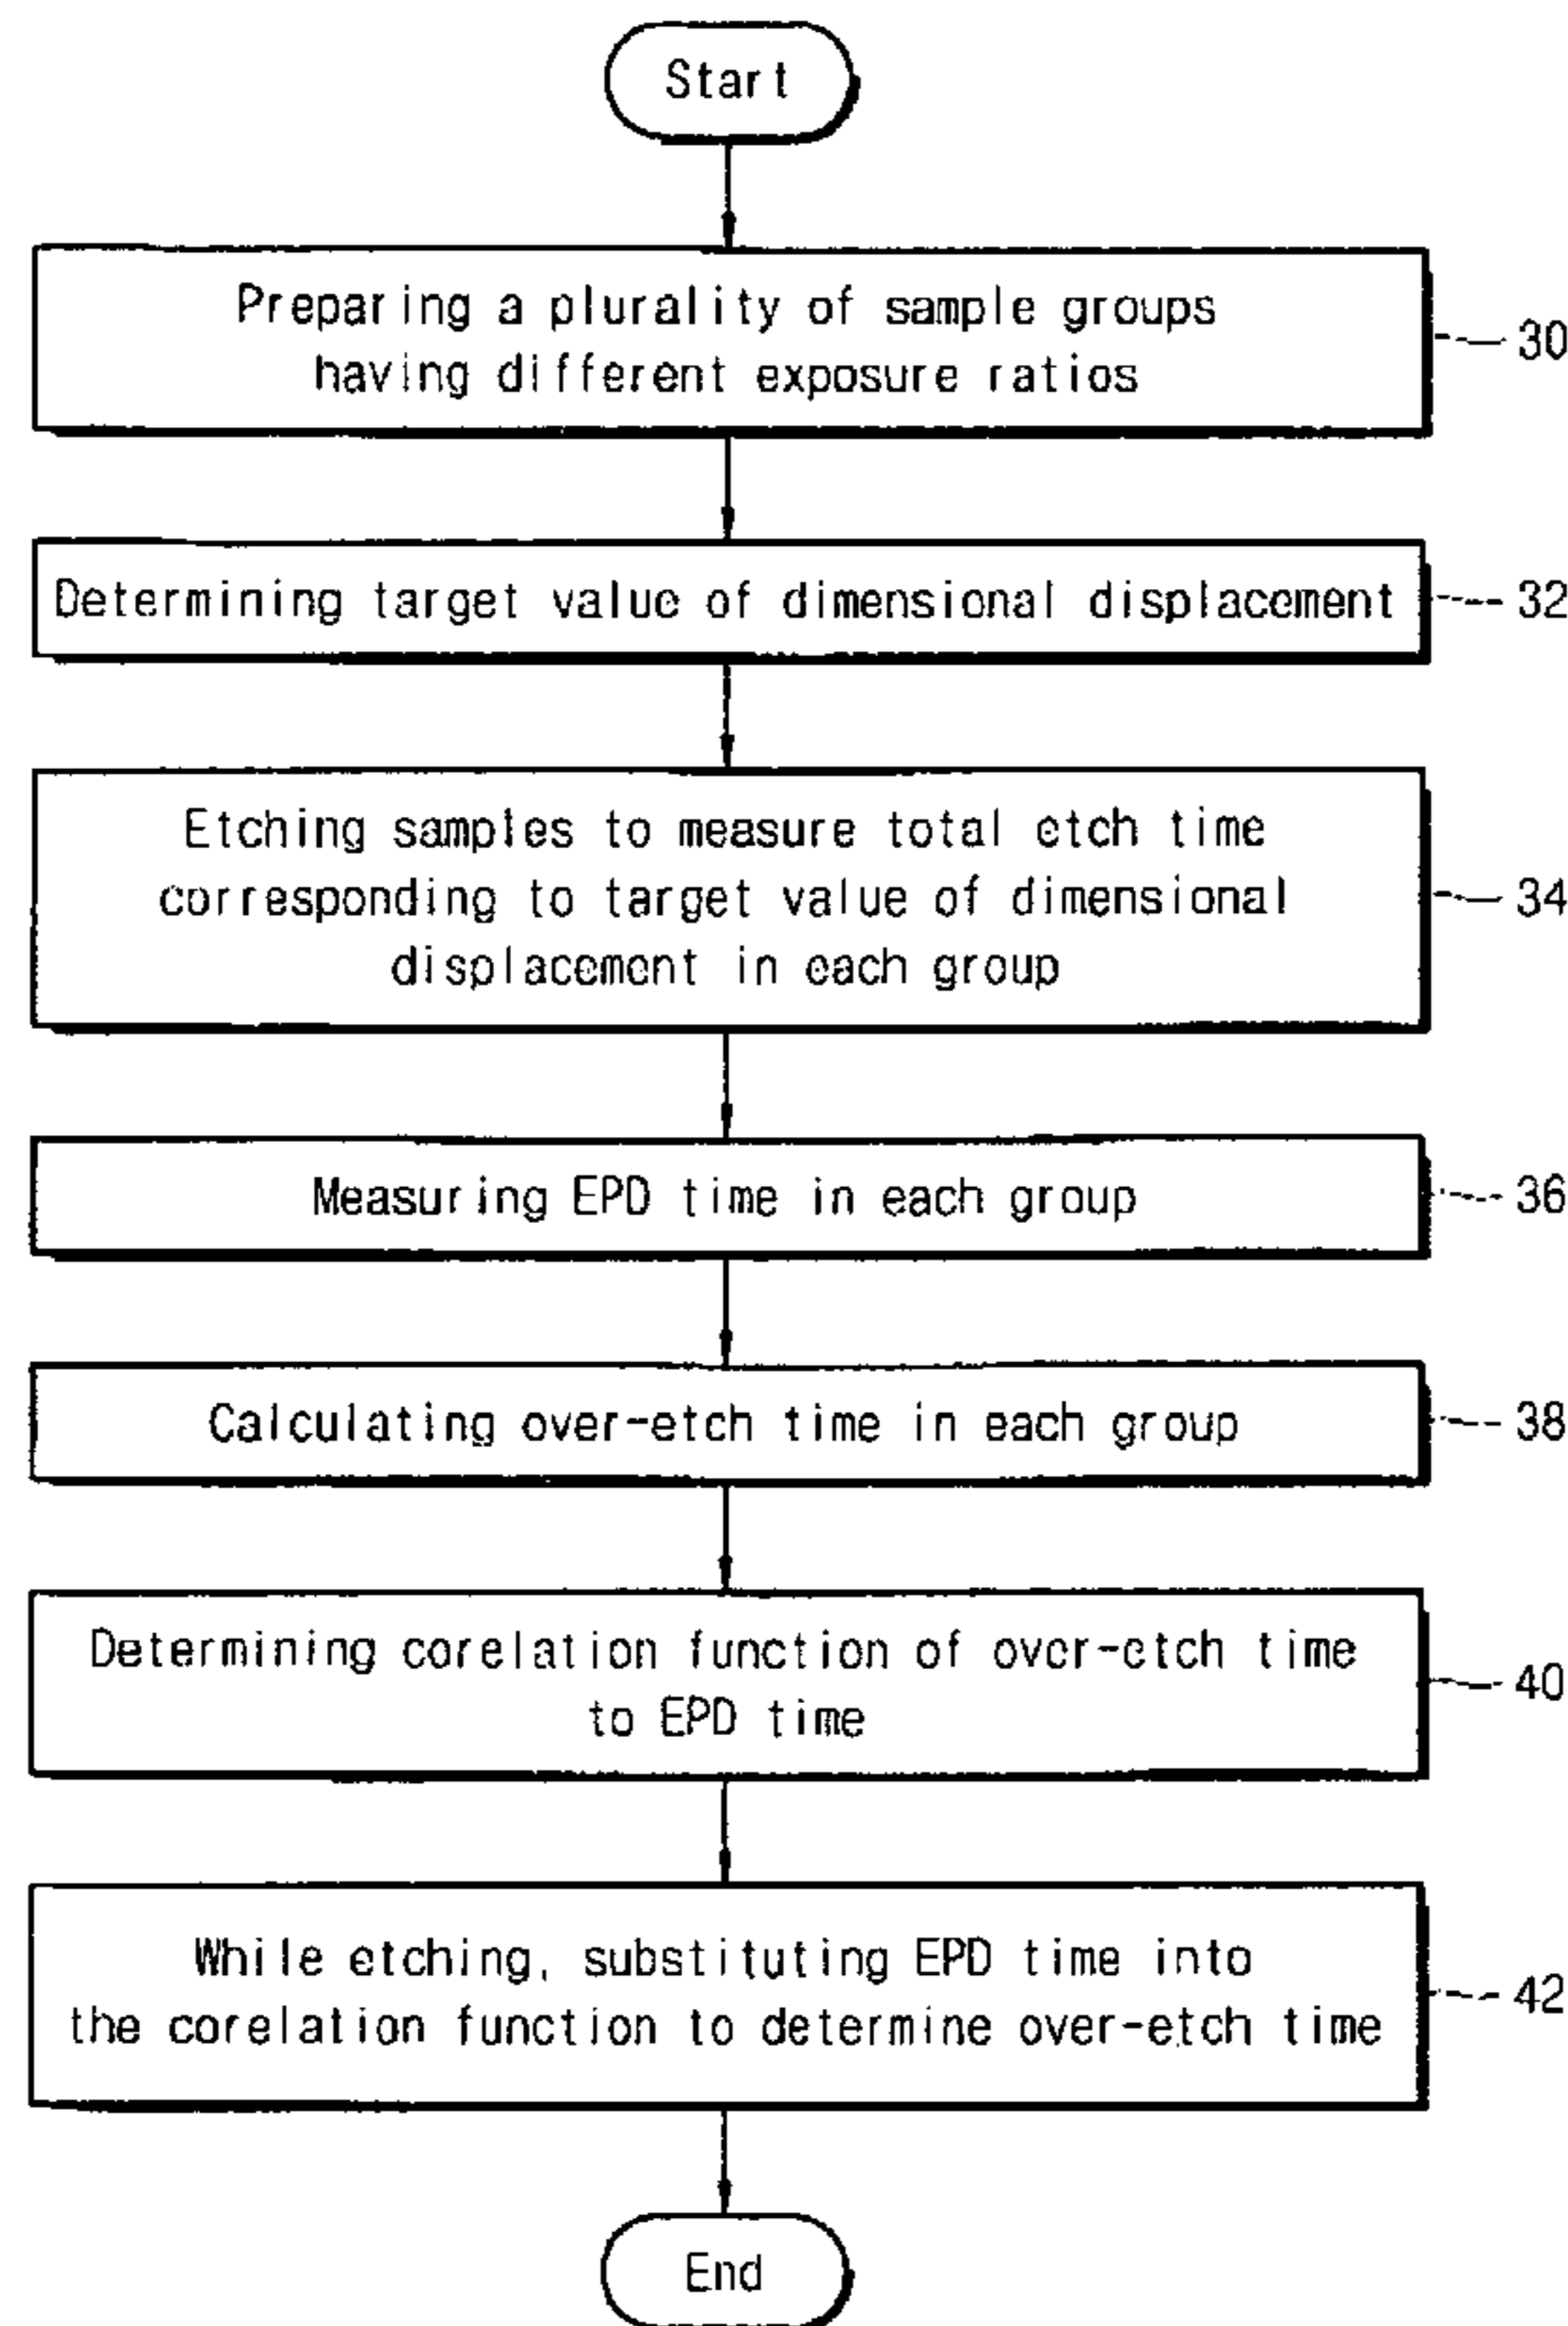 Start
Preparing a plurality of sample groups
having different exposure ratios
30
Determining target value of dimensional displacement
32
Etching samples to measure total etch time
corresponding to target value of dimensional
displacement in each group
34
Measuring EPD time in each group
36
Calculating over-etch time in each group
38
Determining corelation function of over-etch time
to EPD time
40
While etching, substituting EPD time into
the corelation function to determine over-etch time
42
End